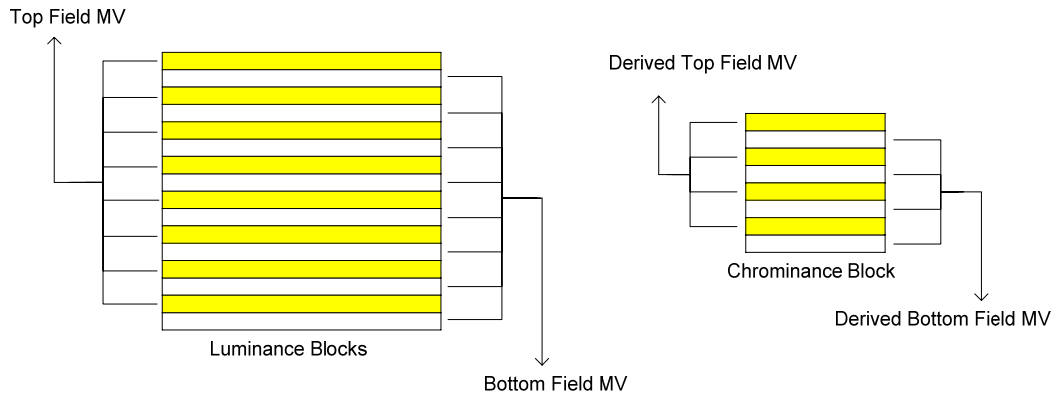 Top Field MV
Derived Top Field MV
Luminance Blocks
Chrominance Block
Bottom Field MV
Derived Bottom Field MV